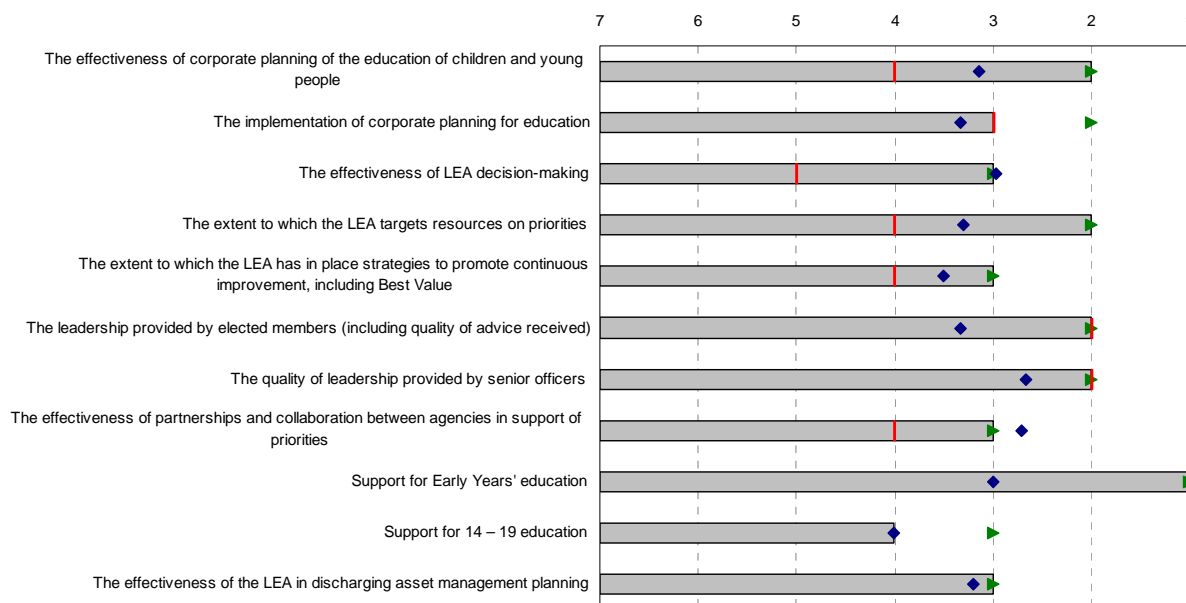 7 6 5 4 3 2
The effectiveness of corporate planning of the education of children and young
people
The implementation of corporate planning for education
The effectiveness of LEA decision-making
The extent to which the LEA targets resources on priorities
The extent to which the LEA has in place strategies to promote continuous
improvement, including Best Value
The leadership provided by elected members (including quality of advice received)
The quality of leadership provided by senior officers
The effectiveness of partnerships and collaboration between agencies in support of
priorities
Support for Early Years' education
Support for 14 – 19 education
The effectiveness of the LEA in discharging asset management planning